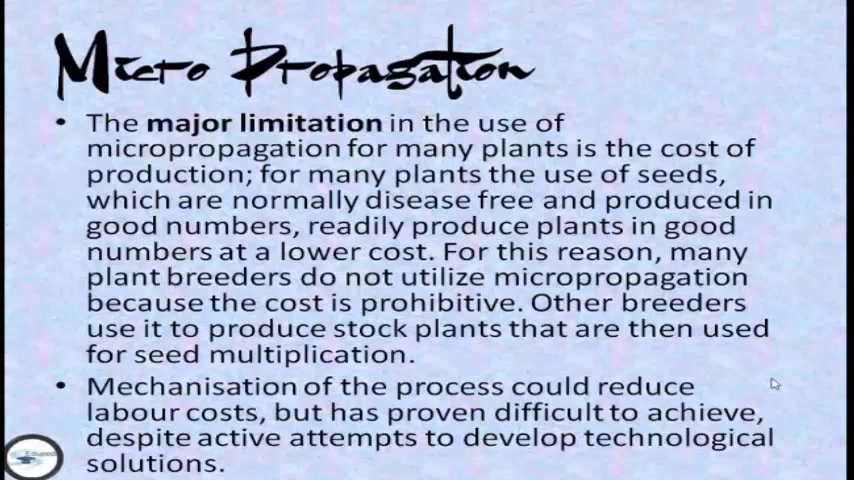 Micro Propagation
• The major limitation in the use of
micropropagation for many plants is the cost of
production; for many plants the use of seeds,
which are normally disease free and produced in
good numbers, readily produce plants in good
numbers at a lower cost. For this reason, many
plant breeders do not utilize micropropagation
because the cost is prohibitive. Other breeders
use it to produce stock plants that are then used
for seed multiplication.
• Mechanisation of the process could reduce
labour costs, but has proven difficult to achieve,
despite active attempts to develop technological
solutions.